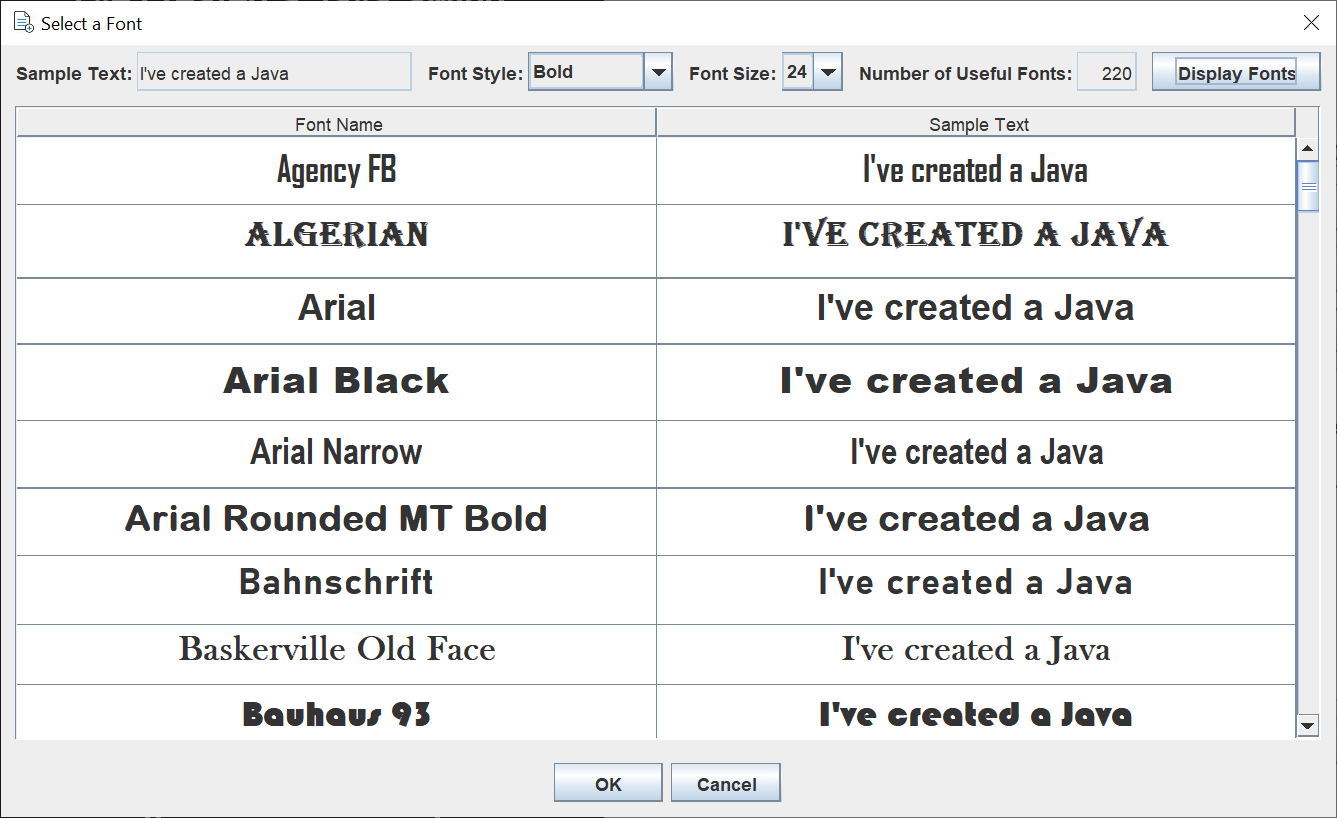 Select a Font
Sample Text: I've created a Java Font Style: Bold Font Size: 24 Number of Useful Fonts: 220 Display Fonts
Font Name Sample Text
Agency FB I've created a Java
ALGERIAN I'VE CREATED A JAVA
Arial I've created a Java
Arial Black I've created a Java
Arial Narrow I've created a Java
Arial Rounded MT Bold I've created a Java
Bahnschrift I've created a Java
Baskerville Old Face I've created a Java
Bauhaus 93 I've created a Java
OK Cancel